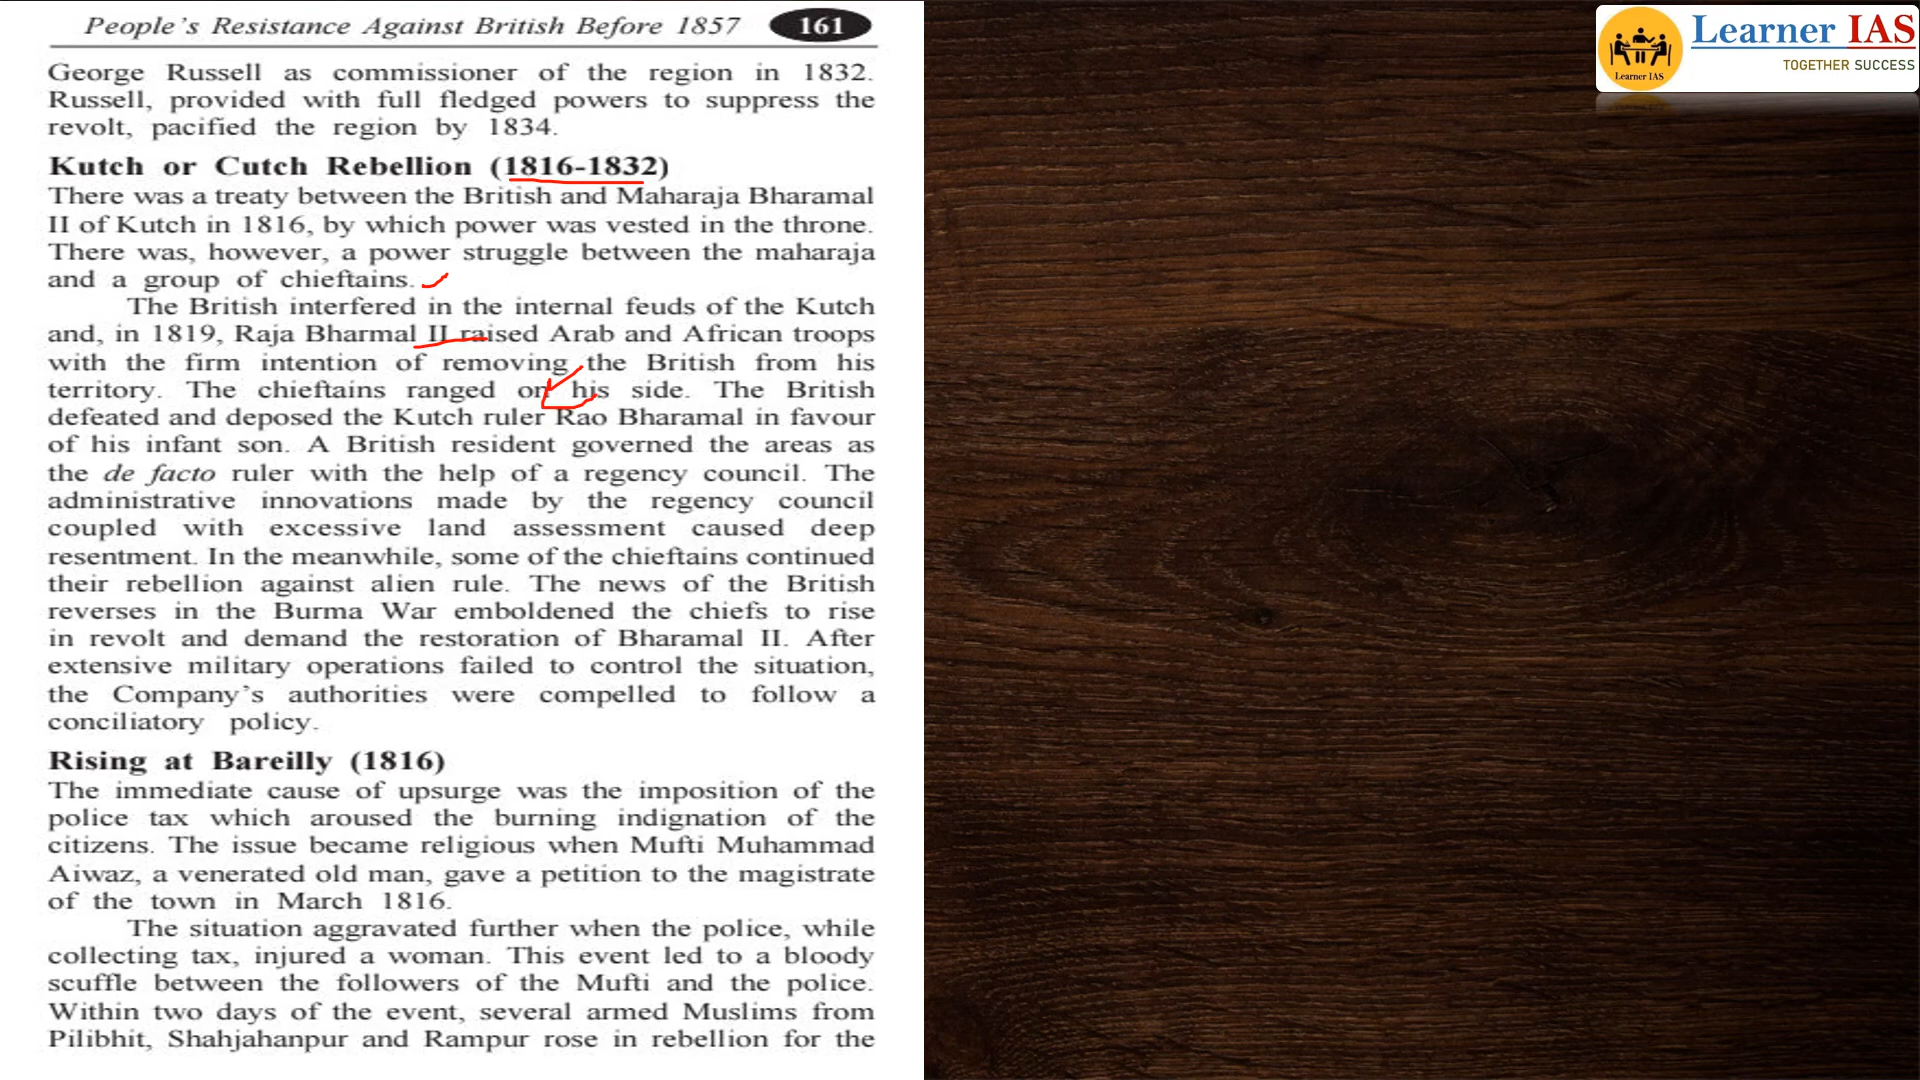 People's Resistance Against British Before 1857 161
George Russell as commissioner of the region in 1832.
Russell, provided with full fledged powers to suppress the
revolt, pacified the region by 1834.
Kutch or Cutch Rebellion (1816-1832)
There was a treaty between the British and Maharaja Bharamal
II of Kutch in 1816, by which power was vested in the throne.
There was, however, a power struggle between the maharaja
and a group of chieftains.
The British interfered in the internal feuds of the Kutch
and, in 1819, Raja Bharmal II raised Arab and African troops
with the firm intention of removing the British from his
territory. The chieftains ranged on his side. The British
defeated and deposed the Kutch ruler Rao Bharamal in favour
of his infant son. A British resident governed the areas as
the de facto ruler with the help of a regency council. The
administrative innovations made by the regency council
coupled with excessive land assessment caused deep
resentment. In the meanwhile, some of the chieftains continued
their rebellion against alien rule. The news of the British
reverses in the Burma War emboldened the chiefs to rise
in revolt and demand the restoration of Bharamal II. After
extensive military operations failed to control the situation,
the Company's authorities were compelled to follow a
conciliatory policy.
Rising at Bareilly (1816)
The immediate cause of upsurge was the imposition of the
police tax which aroused the burning indignation of the
citizens. The issue became religious when Mufti Muhammad
Aiwaz, a venerated old man, gave a petition to the magistrate
of the town in March 1816.
The situation aggravated further when the police, while
collecting tax, injured a woman. This event led to a bloody
scuffle between the followers of the Mufti and the police.
Within two days of the event, several armed Muslims from
Pilibhit, Shahjahanpur and Rampur rose in rebellion for the
Learner IAS
Learner IAS
TOGETHER SUCCESS